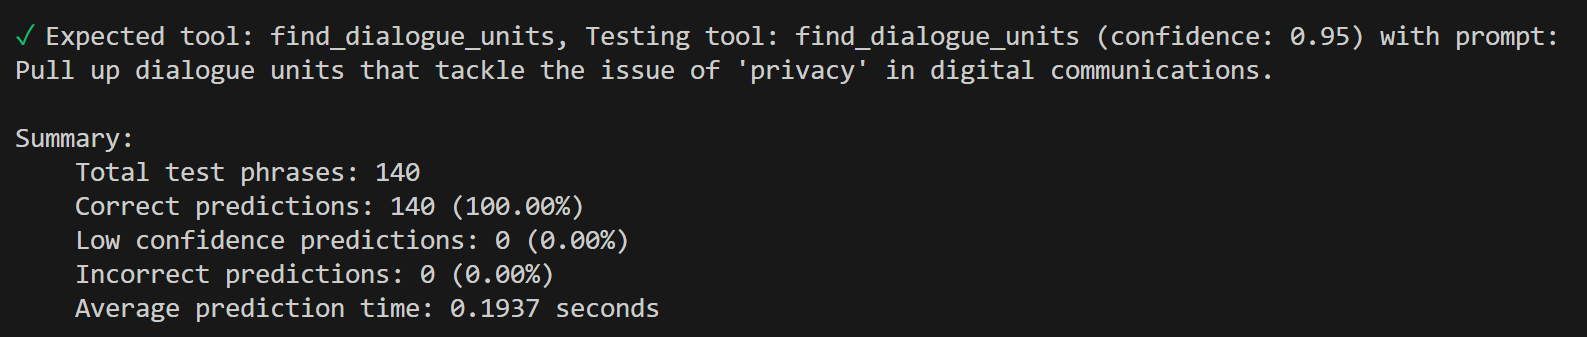 ✓ Expected tool: find_dialogue_units, Testing tool: find_dialogue_units (confidence: 0.95) with prompt:
Pull up dialogue units that tackle the issue of 'privacy' in digital communications.
Summary:
Total test phrases: 140
Correct predictions: 140 (100.00%)
Low confidence predictions: 0 (0.00%)
Incorrect predictions: 0 (0.00%)
Average prediction time: 0.1937 seconds